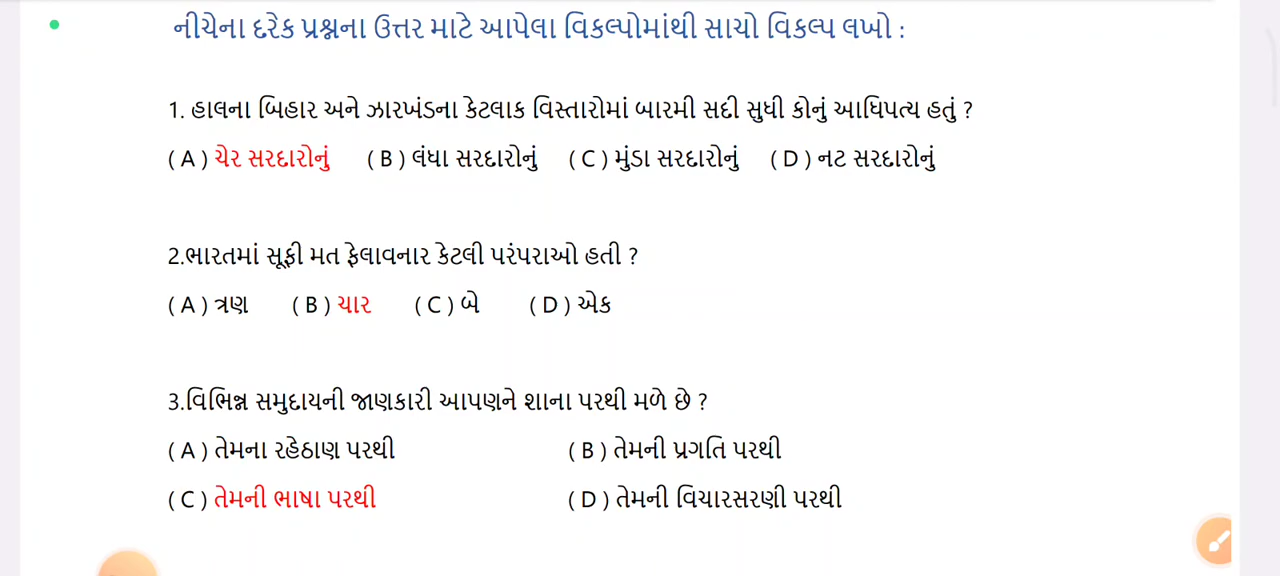 નીચેના દરેક પ્રશ્નના ઉત્તર માટે આપેલા વિકલ્પોમાંથી સાચો વિકલ્પ લખો :
1. હાલના બિહાર અને ઝારખંડના કેટલાક વિસ્તારોમાં બારમી સદી સુધી કોનું આધિપત્ય હતું ?
( A ) ચેર સરદારોનું ( B ) લંધા સરદારોનું ( C ) મુંડા સરદારોનું ( D ) નટ સરદારોનું
2.ભારતમાં સૂફી મત ફેલાવનાર કેટલી પરંપરાઓ હતી ?
( A ) ત્રણ ( B ) ચાર ( C ) બે ( D ) એક
3.વિભિન્ન સમુદાયની જાણકારી આપણને શાના પરથી મળે છે ?
( A ) તેમના રહેઠાણ પરથી ( B ) તેમની પ્રગતિ પરથી
( C ) તેમની ભાષા પરથી ( D ) તેમની વિચારસરણી પરથી